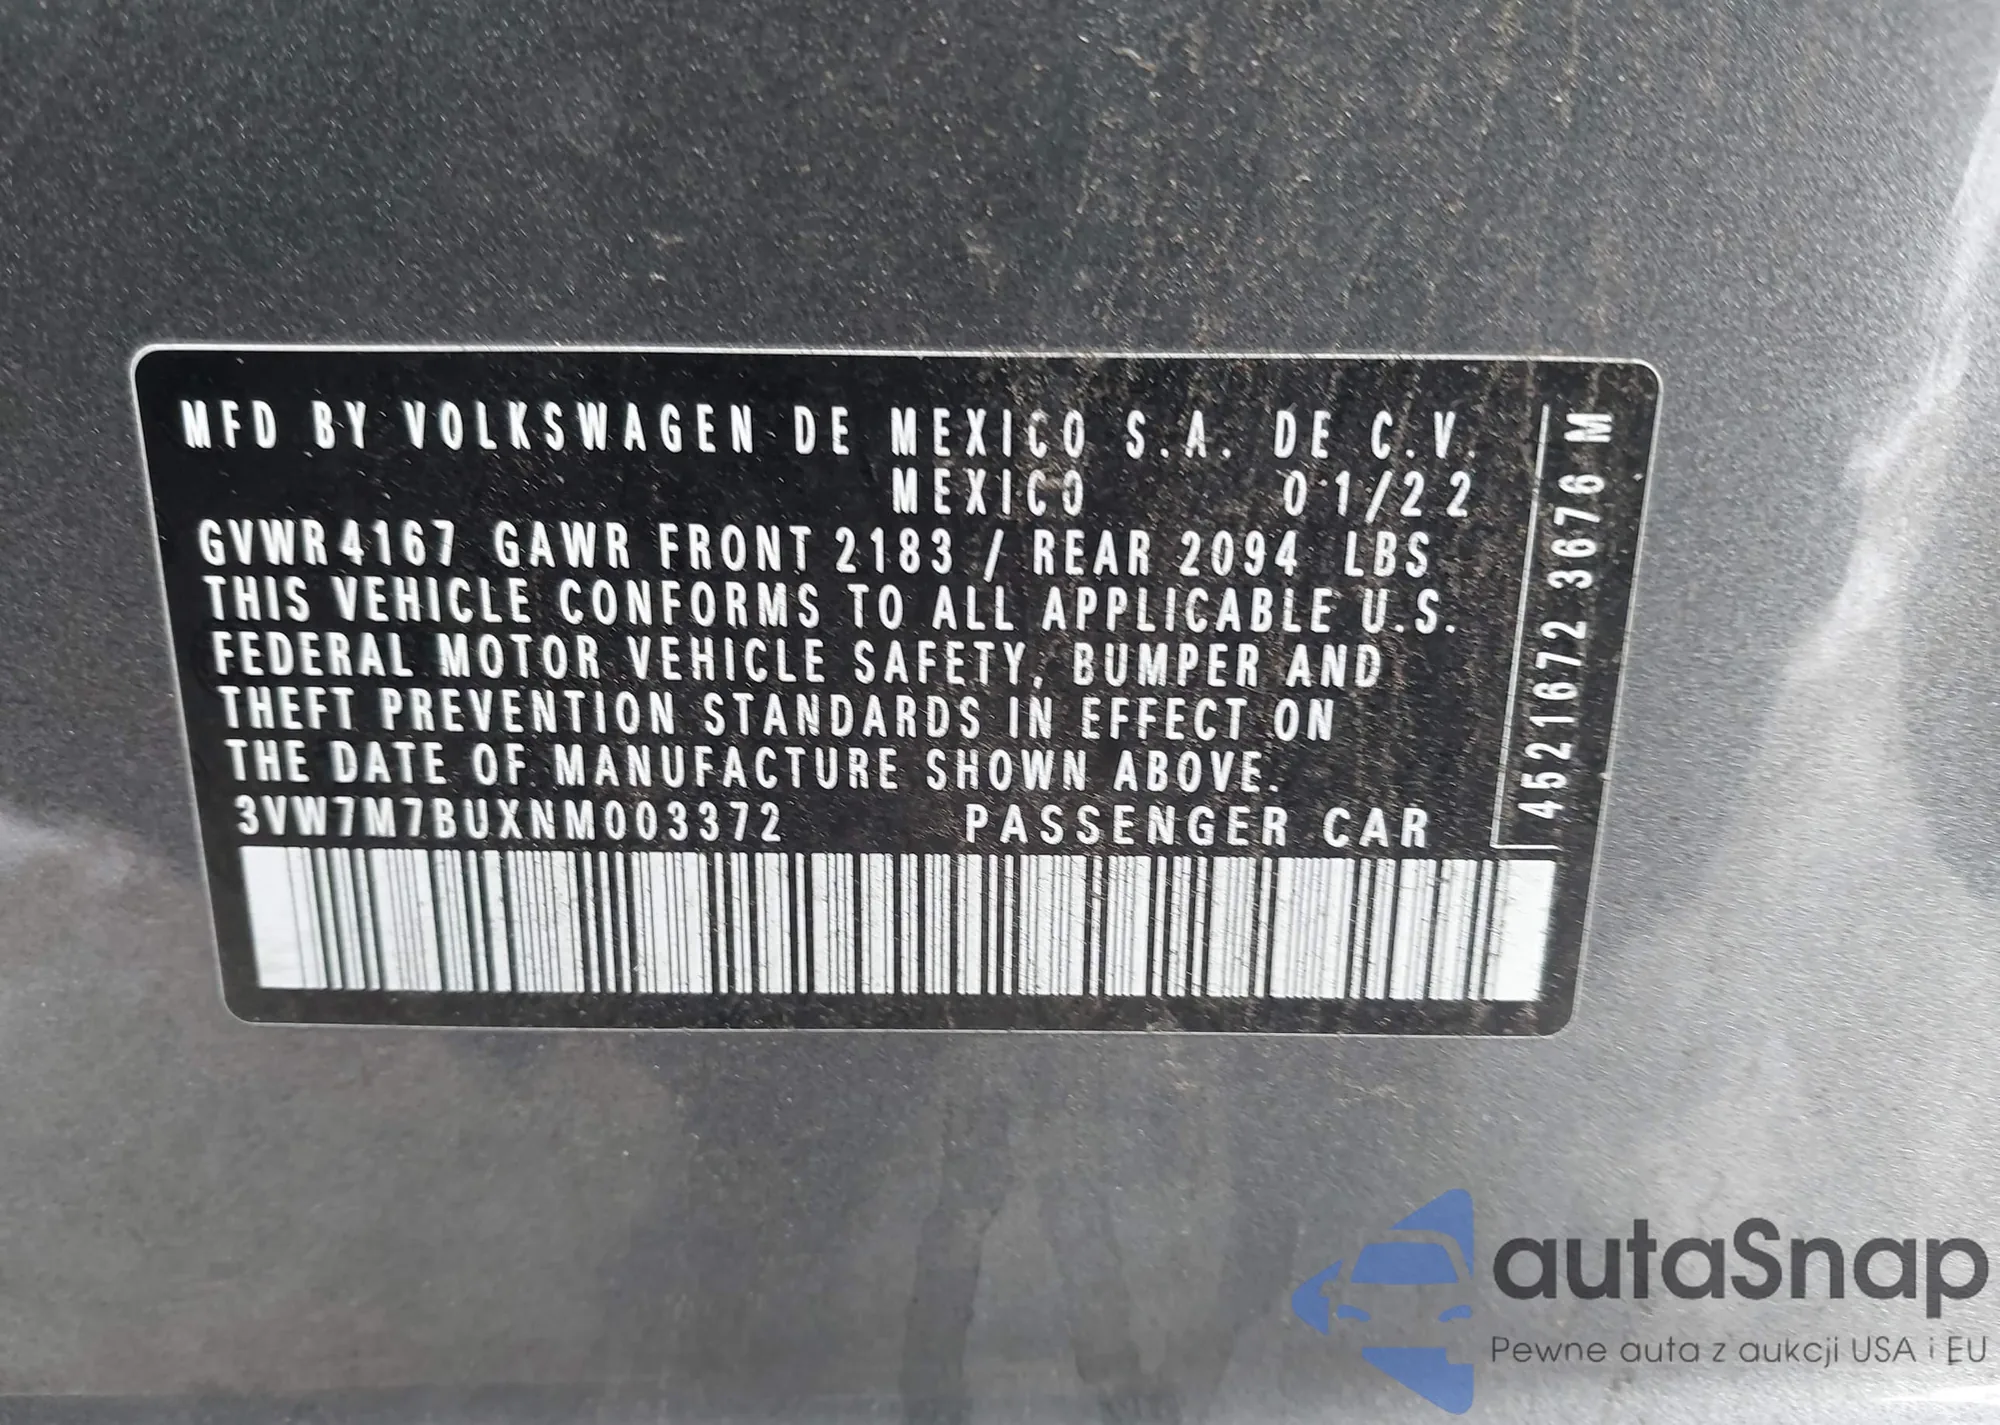 MFD BY VOLKSWAGEN DE MEXICO S.A. DE C.V.
MEXICO 01/22
GVWR 4167 GAWR FRONT 2183 / REAR 2094 LBS
THIS VEHICLE CONFORMS TO ALL APPLICABLE U.S.
FEDERAL MOTOR VEHICLE SAFETY, BUMPER AND
THEFT PREVENTION STANDARDS IN EFFECT ON
THE DATE OF MANUFACTURE SHOWN ABOVE.
3VW7M7BUXNM003372 PASSENGER CAR
4521672 3676 M
autaSnap
Pewne auta z aukcji USA i EU